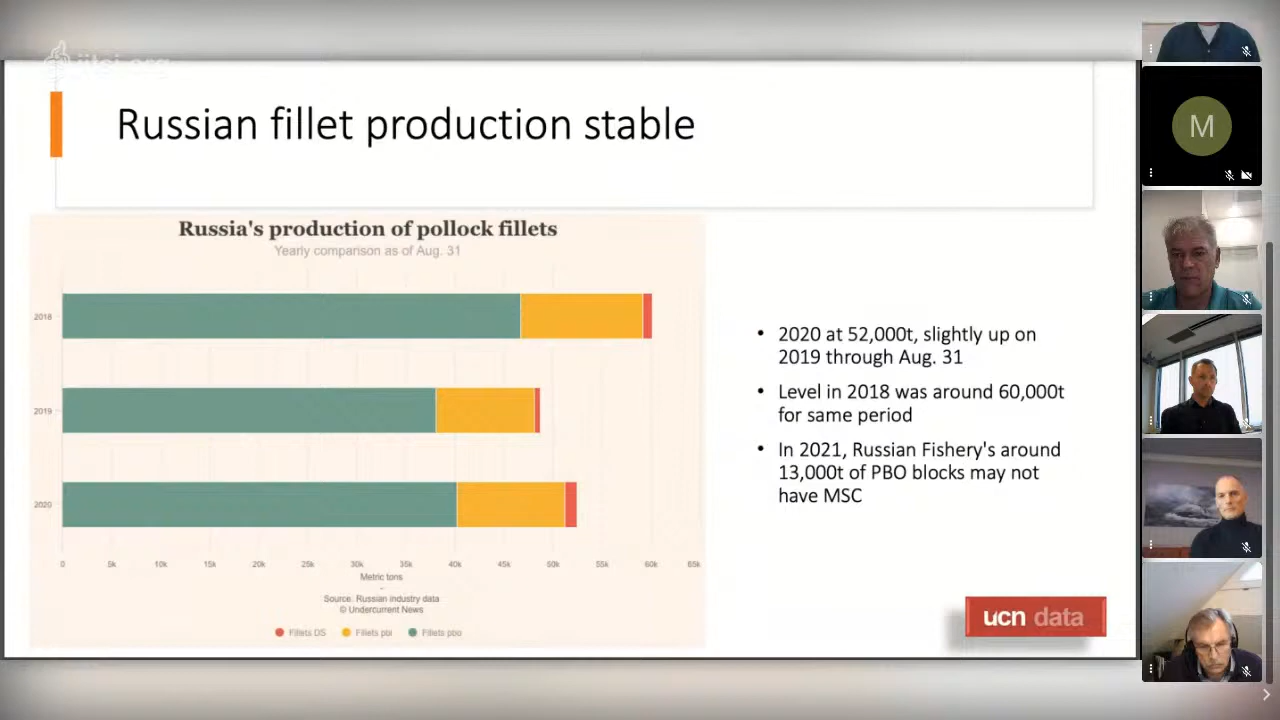 iitsi.org
Russian fillet production stable
Russia's production of pollock fillets
Yearly comparison as of Aug. 31
2018
2019
2020
0 5k 10k 15k 20k 25k 30k 35k 40k 45k 50k 55k 60k 65k
Metric tons
Source: Russian industry data
© Undercurrent News
Fillets DS Fillets pbi Fillets pbo
• 2020 at 52,000t, slightly up on
2019 through Aug. 31
• Level in 2018 was around 60,000t
for same period
• In 2021, Russian Fishery's around
13,000t of PBO blocks may not
have MSC
ucn data
M